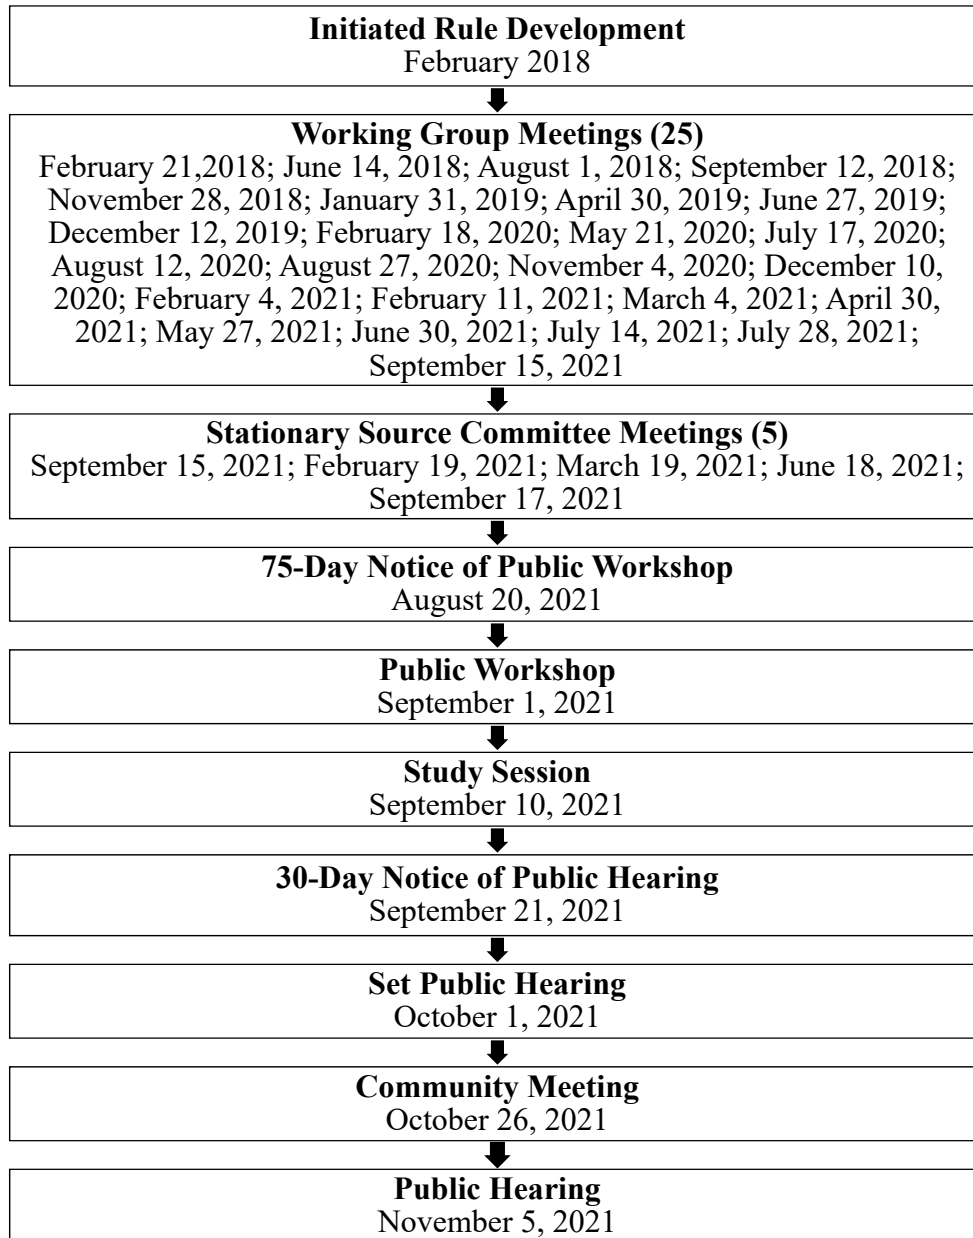 Initiated Rule Development
February 2018
Working Group Meetings (25)
February 21,2018; June 14, 2018; August 1, 2018; September 12, 2018;
November 28, 2018; January 31, 2019; April 30, 2019; June 27, 2019;
December 12, 2019; February 18, 2020; May 21, 2020; July 17, 2020;
August 12, 2020; August 27, 2020; November 4, 2020; December 10,
2020; February 4, 2021; February 11, 2021; March 4, 2021; April 30,
2021; May 27, 2021; June 30, 2021; July 14, 2021; July 28, 2021;
September 15, 2021
Stationary Source Committee Meetings (5)
September 15, 2021; February 19, 2021; March 19, 2021; June 18, 2021;
September 17, 2021
75-Day Notice of Public Workshop
August 20, 2021
Public Workshop
September 1, 2021
Study Session
September 10, 2021
30-Day Notice of Public Hearing
September 21, 2021
Set Public Hearing
October 1, 2021
Community Meeting
October 26, 2021
Public Hearing
November 5, 2021